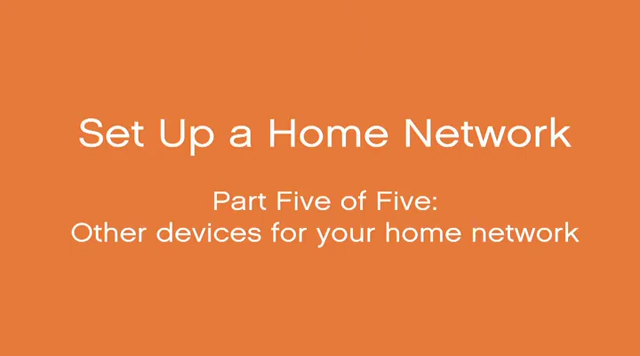 Set Up a Home Network
Part Five of Five:
Other devices for your home network